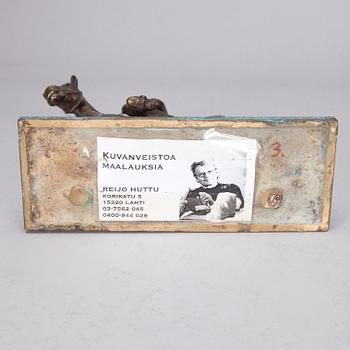 KUVANVEISTOA
MAALAUKSIA
REIJO HUTTU
KORIKATU 5
15320 LAHTI
03-7562 045
0400-944 029
3.